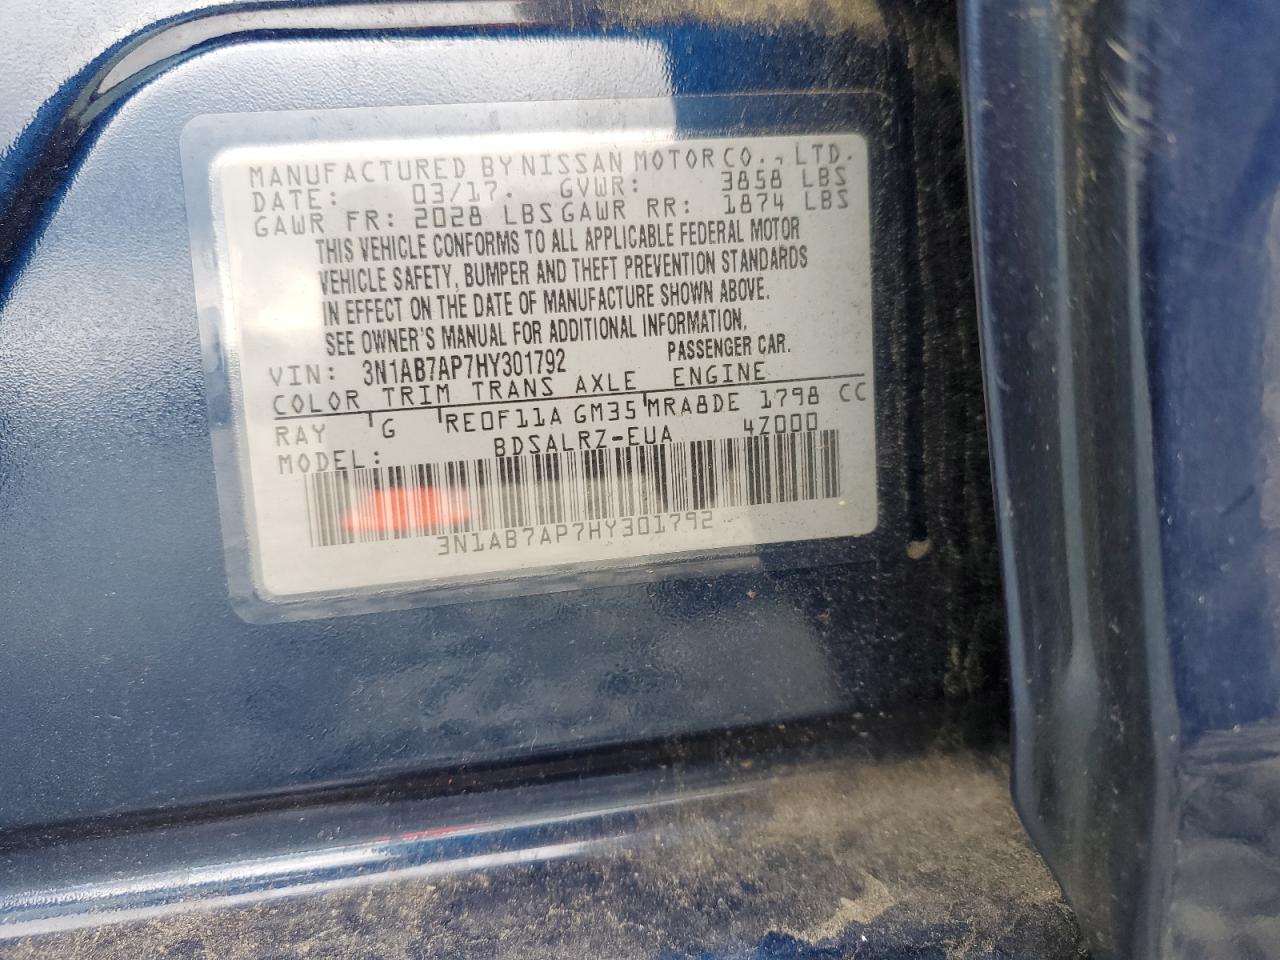 MANUFACTURED BY NISSAN MOTOR CO., LTD.
DATE: 03/17 GVWR: 3858 LBS
GAWR FR: 2028 LBS GAWR RR: 1874 LBS
THIS VEHICLE CONFORMS TO ALL APPLICABLE FEDERAL MOTOR
VEHICLE SAFETY, BUMPER AND THEFT PREVENTION STANDARDS
IN EFFECT ON THE DATE OF MANUFACTURE SHOWN ABOVE.
SEE OWNER'S MANUAL FOR ADDITIONAL INFORMATION.
VIN: 3N1AB7AP7HY301792 PASSENGER CAR.
COLOR TRIM TRANS AXLE ENGINE
RAY G RE0F11A GM35 MRA8DE 1798 CC
MODEL: BDSALRZ-EUA 4Z000
3N1AB7AP7HY301792